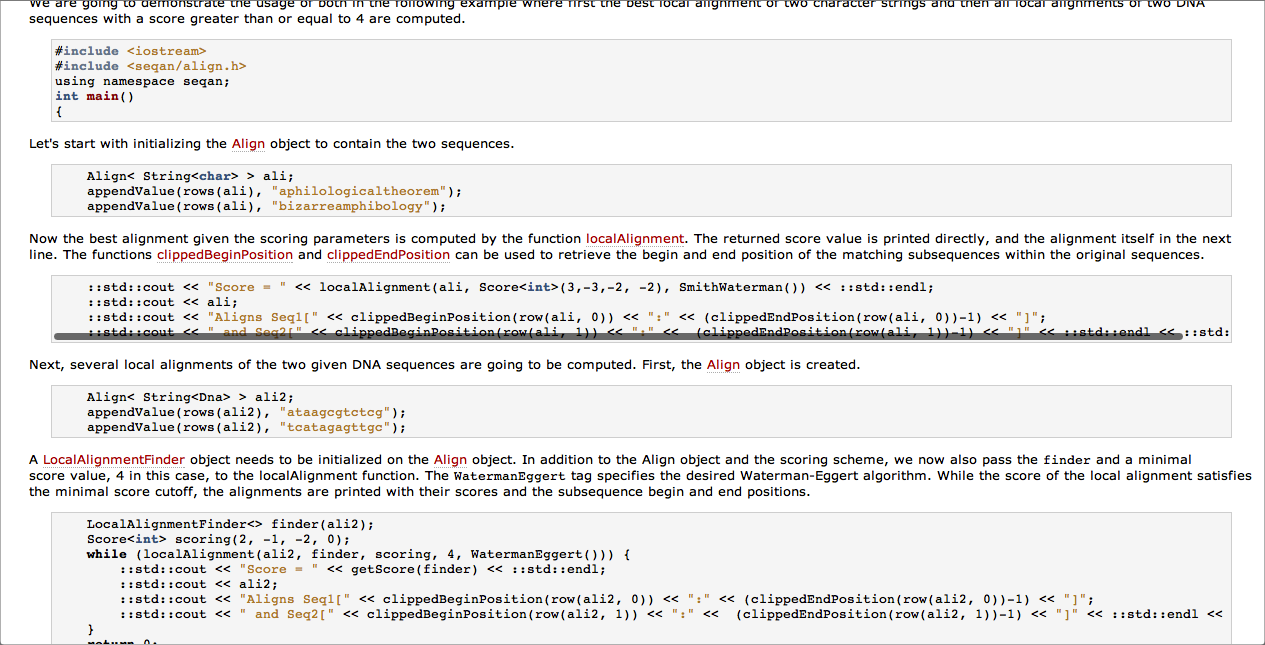 We are going to demonstrate the usage of both in the following example where first the best local alignment of two character strings and then all local alignments of two DNA
sequences with a score greater than or equal to 4 are computed.
#include <iostream>
#include <seqan/align.h>
using namespace seqan;
int main()
{
Let's start with initializing the Align object to contain the two sequences.
Align< String<char> > ali;
appendValue(rows(ali), "aphilologicaltheorem");
appendValue(rows(ali), "bizarreamphibology");
Now the best alignment given the scoring parameters is computed by the function localAlignment. The returned score value is printed directly, and the alignment itself in the next
line. The functions clippedBeginPosition and clippedEndPosition can be used to retrieve the begin and end position of the matching subsequences within the original sequences.
::std::cout << "Score = " << localAlignment(ali, Score<int>(3,-3,-2, -2), SmithWaterman()) << ::std::endl;
::std::cout << ali;
::std::cout << "Aligns Seq1[" << clippedBeginPosition(row(ali, 0)) << ":" << (clippedEndPosition(row(ali, 0))-1) << "]";
::std::cout << " and Seq2[" << clippedBeginPosition(row(ali, 1)) << ":" <<  (clippedEndPosition(row(ali, 1))-1) << "]" << ::std::endl << ::std:
Next, several local alignments of the two given DNA sequences are going to be computed. First, the Align object is created.
Align< String<Dna> > ali2;
appendValue(rows(ali2), "ataagcgtctcg");
appendValue(rows(ali2), "tcatagagttgc");
A LocalAlignmentFinder object needs to be initialized on the Align object. In addition to the Align object and the scoring scheme, we now also pass the finder and a minimal
score value, 4 in this case, to the localAlignment function. The WatermanEggert tag specifies the desired Waterman-Eggert algorithm. While the score of the local alignment satisfies
the minimal score cutoff, the alignments are printed with their scores and the subsequence begin and end positions.
LocalAlignmentFinder<> finder(ali2);
Score<int> scoring(2, -1, -2, 0);
while (localAlignment(ali2, finder, scoring, 4, WatermanEggert())) {
::std::cout << "Score = " << getScore(finder) << ::std::endl;
::std::cout << ali2;
::std::cout << "Aligns Seq1[" << clippedBeginPosition(row(ali2, 0)) << ":" << (clippedEndPosition(row(ali2, 0))-1) << "]";
::std::cout << " and Seq2[" << clippedBeginPosition(row(ali2, 1)) << ":" <<  (clippedEndPosition(row(ali2, 1))-1) << "]" << ::std::endl <<
}
return 0;